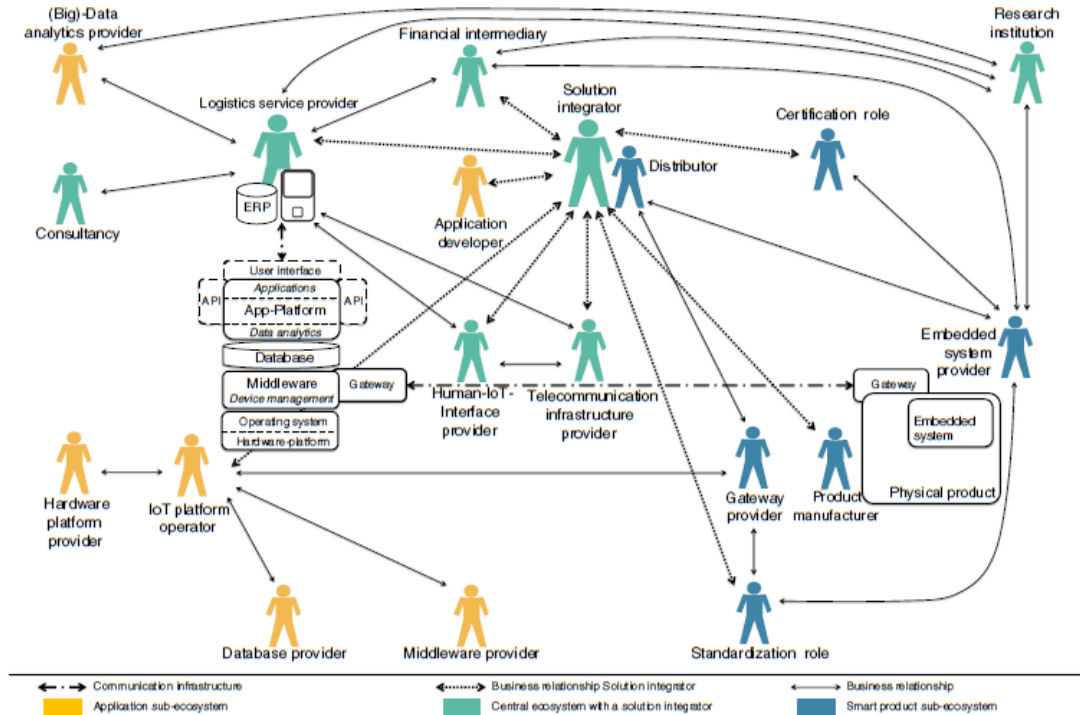 (Big)-Data
analytics provider
Financial intermediary
Research
institution
Logistics service provider
Solution
integrator
Certification role
Distributor
ERP
Consultancy
Application
developer
User interface
API
Applications
API
App-Platform
Data analytics
Database
Middleware
Device management
Gateway
Operating system
Hardware-platform
Human-IoT-
Interface
provider
Telecommunication
infrastructure
provider
Embedded
system
provider
Gateway
Embedded
system
Physical product
Hardware
platform
provider
IoT platform
operator
Gateway
provider
Product
manufacturer
Database provider
Middleware provider
Standardization role
Communication infrastructure
Business relationship Solution integrator
Business relationship
Application sub-ecosystem
Central ecosystem with a solution integrator
Smart product sub-ecosystem